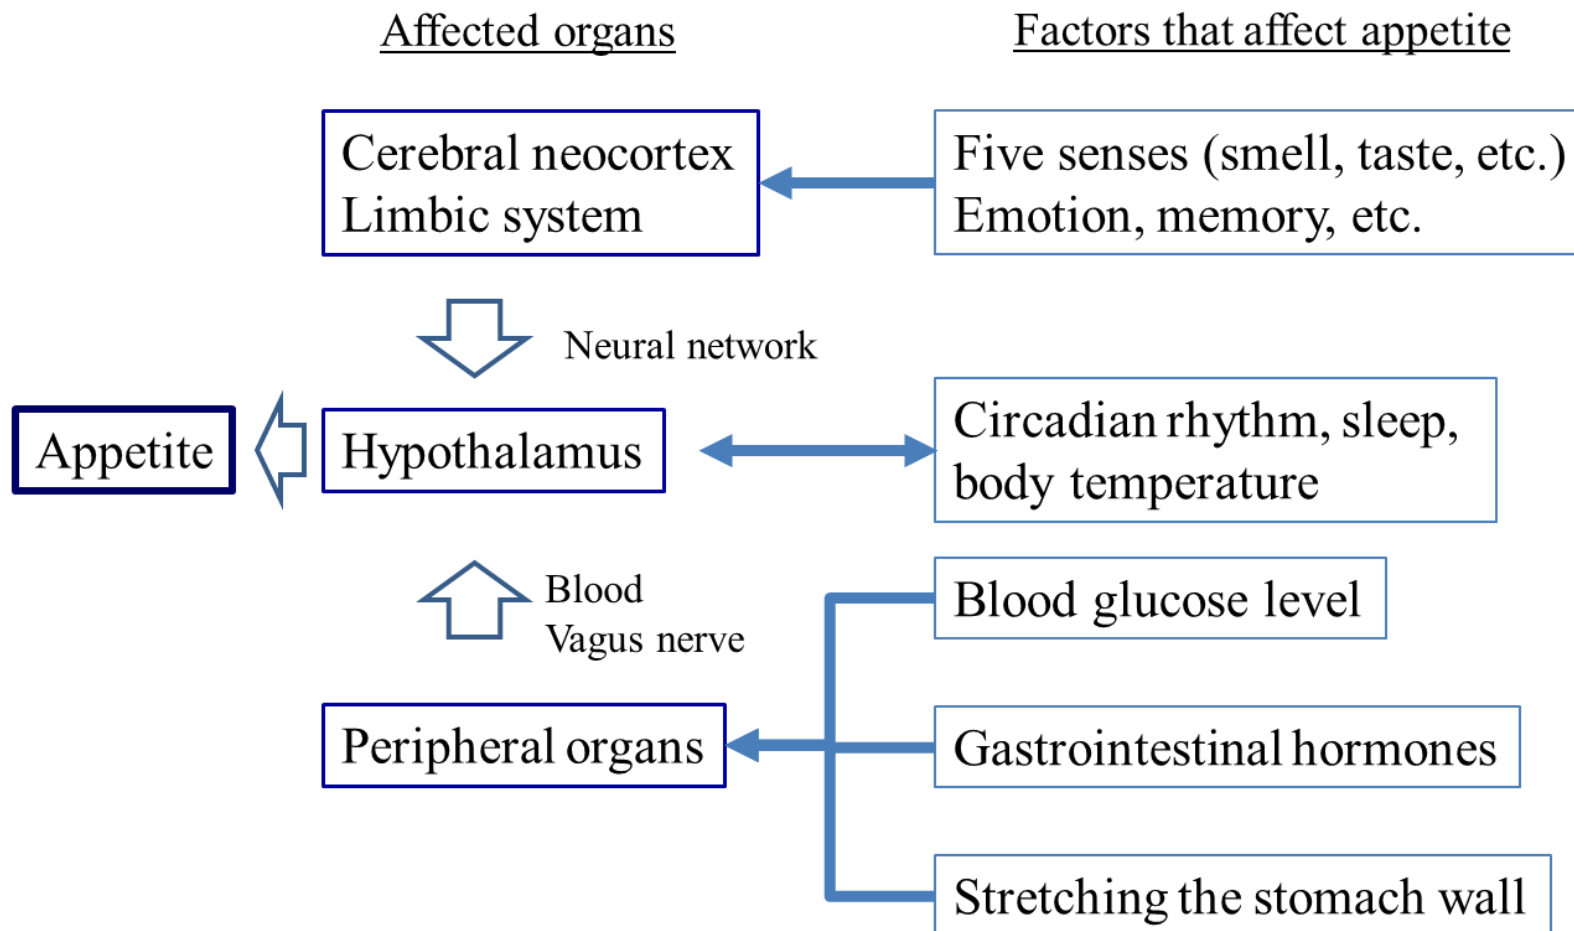 Affected organs
Factors that affect appetite
Cerebral neocortex
Limbic system
Five senses (smell, taste, etc.)
Emotion, memory, etc.
Neural network
Appetite
Hypothalamus
Circadian rhythm, sleep,
body temperature
Blood
Vagus nerve
Blood glucose level
Peripheral organs
Gastrointestinal hormones
Stretching the stomach wall